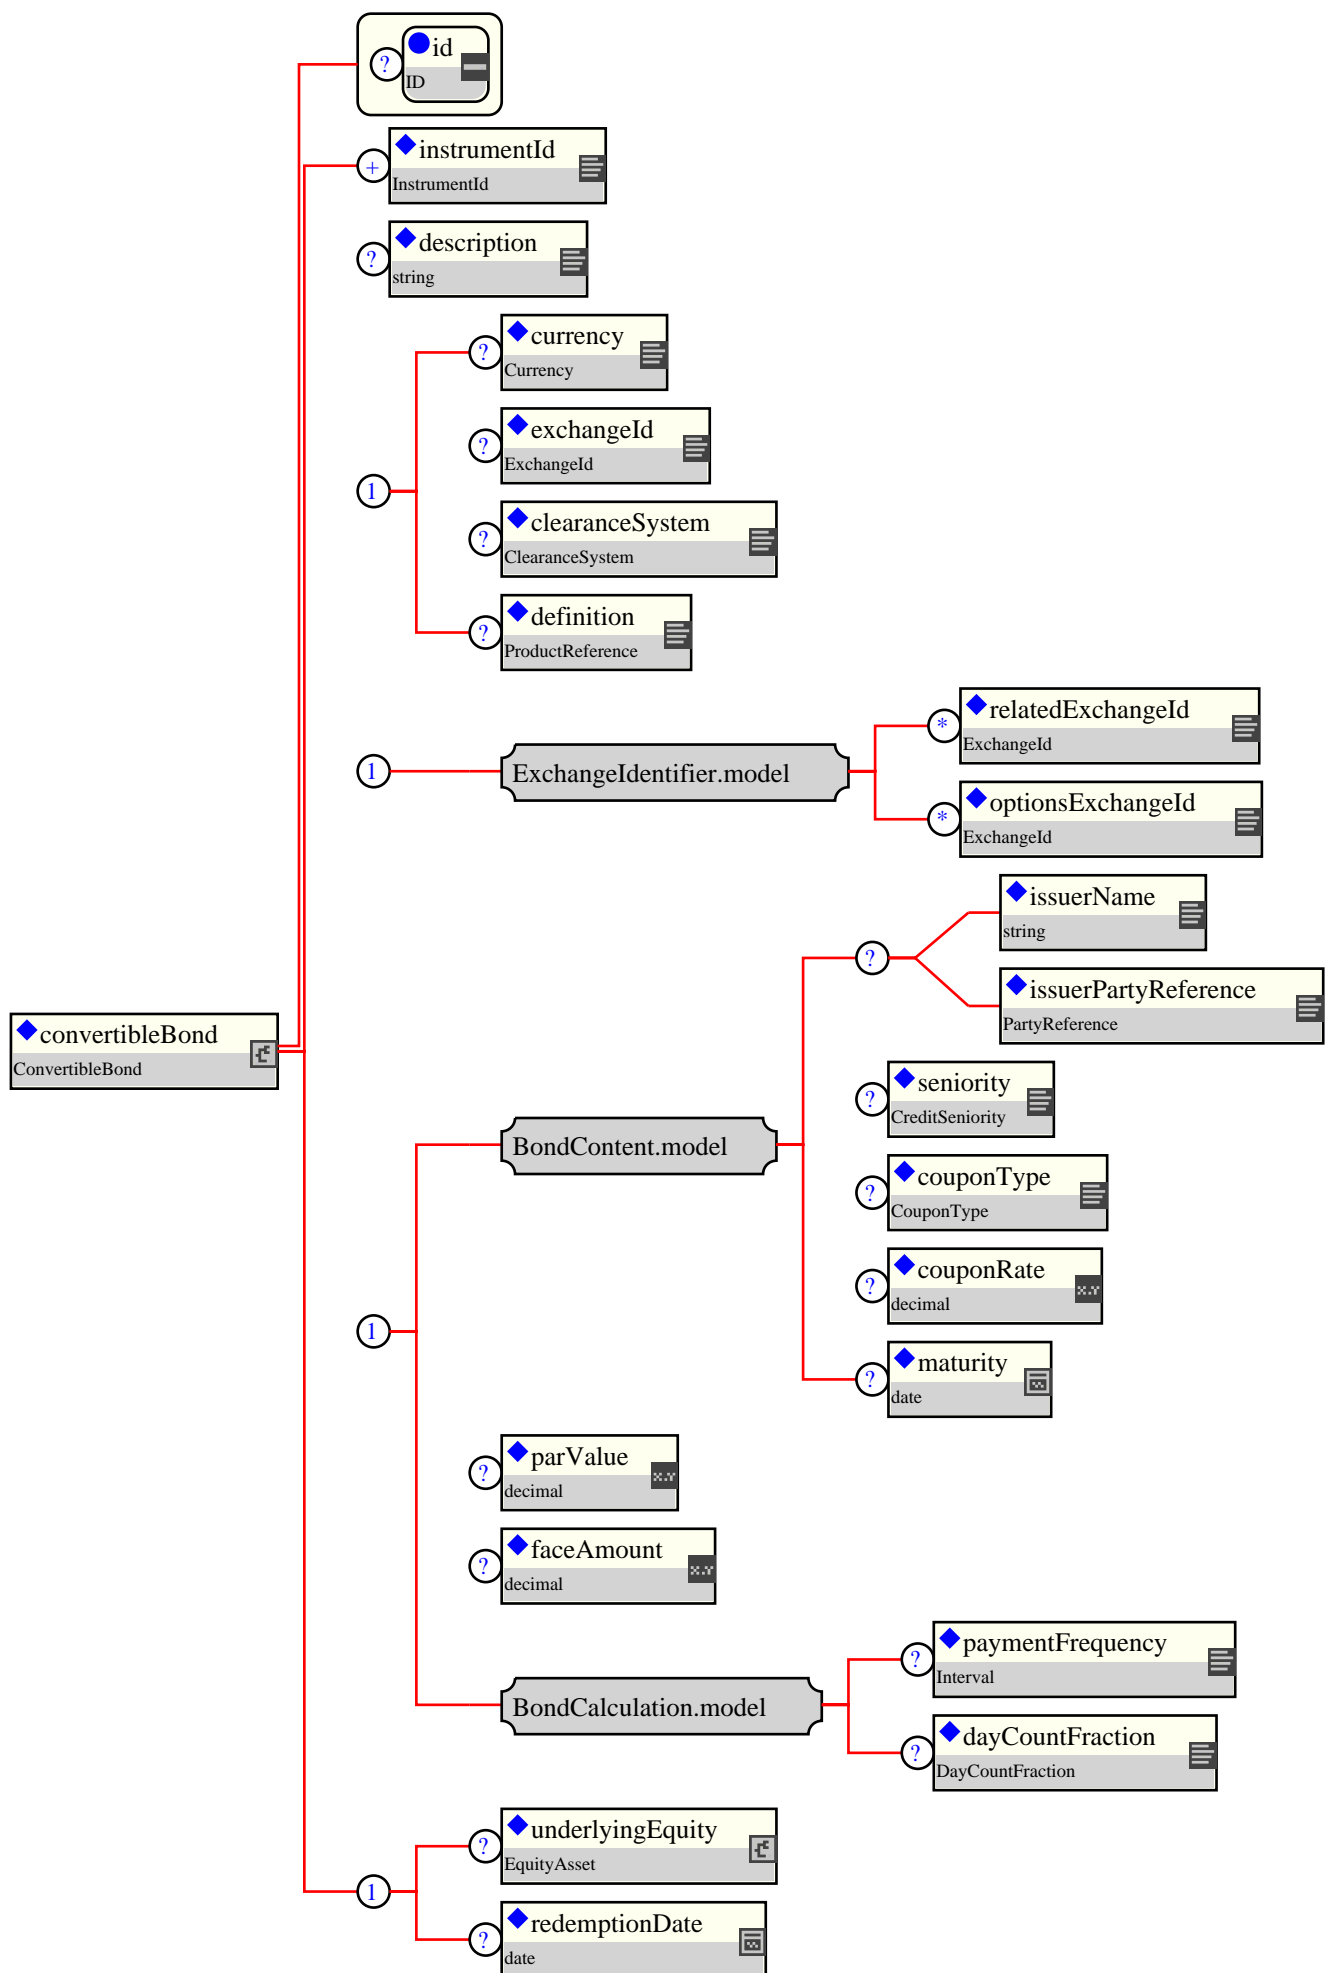 ?
id
ID
+
instrumentId
InstrumentId
?
description
string
?
currency
Currency
?
exchangeId
ExchangeId
1
?
clearanceSystem
ClearanceSystem
?
definition
ProductReference
*
relatedExchangeId
ExchangeId
1
ExchangeIdentifier.model
*
optionsExchangeId
ExchangeId
?
issuerName
string
issuerPartyReference
PartyReference
convertibleBond
ConvertibleBond
?
seniority
CreditSeniority
BondContent.model
?
couponType
CouponType
?
couponRate
decimal
x.Y
1
?
maturity
date
?
parValue
decimal
x.Y
?
faceAmount
decimal
x.Y
?
paymentFrequency
Interval
BondCalculation.model
?
dayCountFraction
DayCountFraction
?
underlyingEquity
EquityAsset
1
?
redemptionDate
date